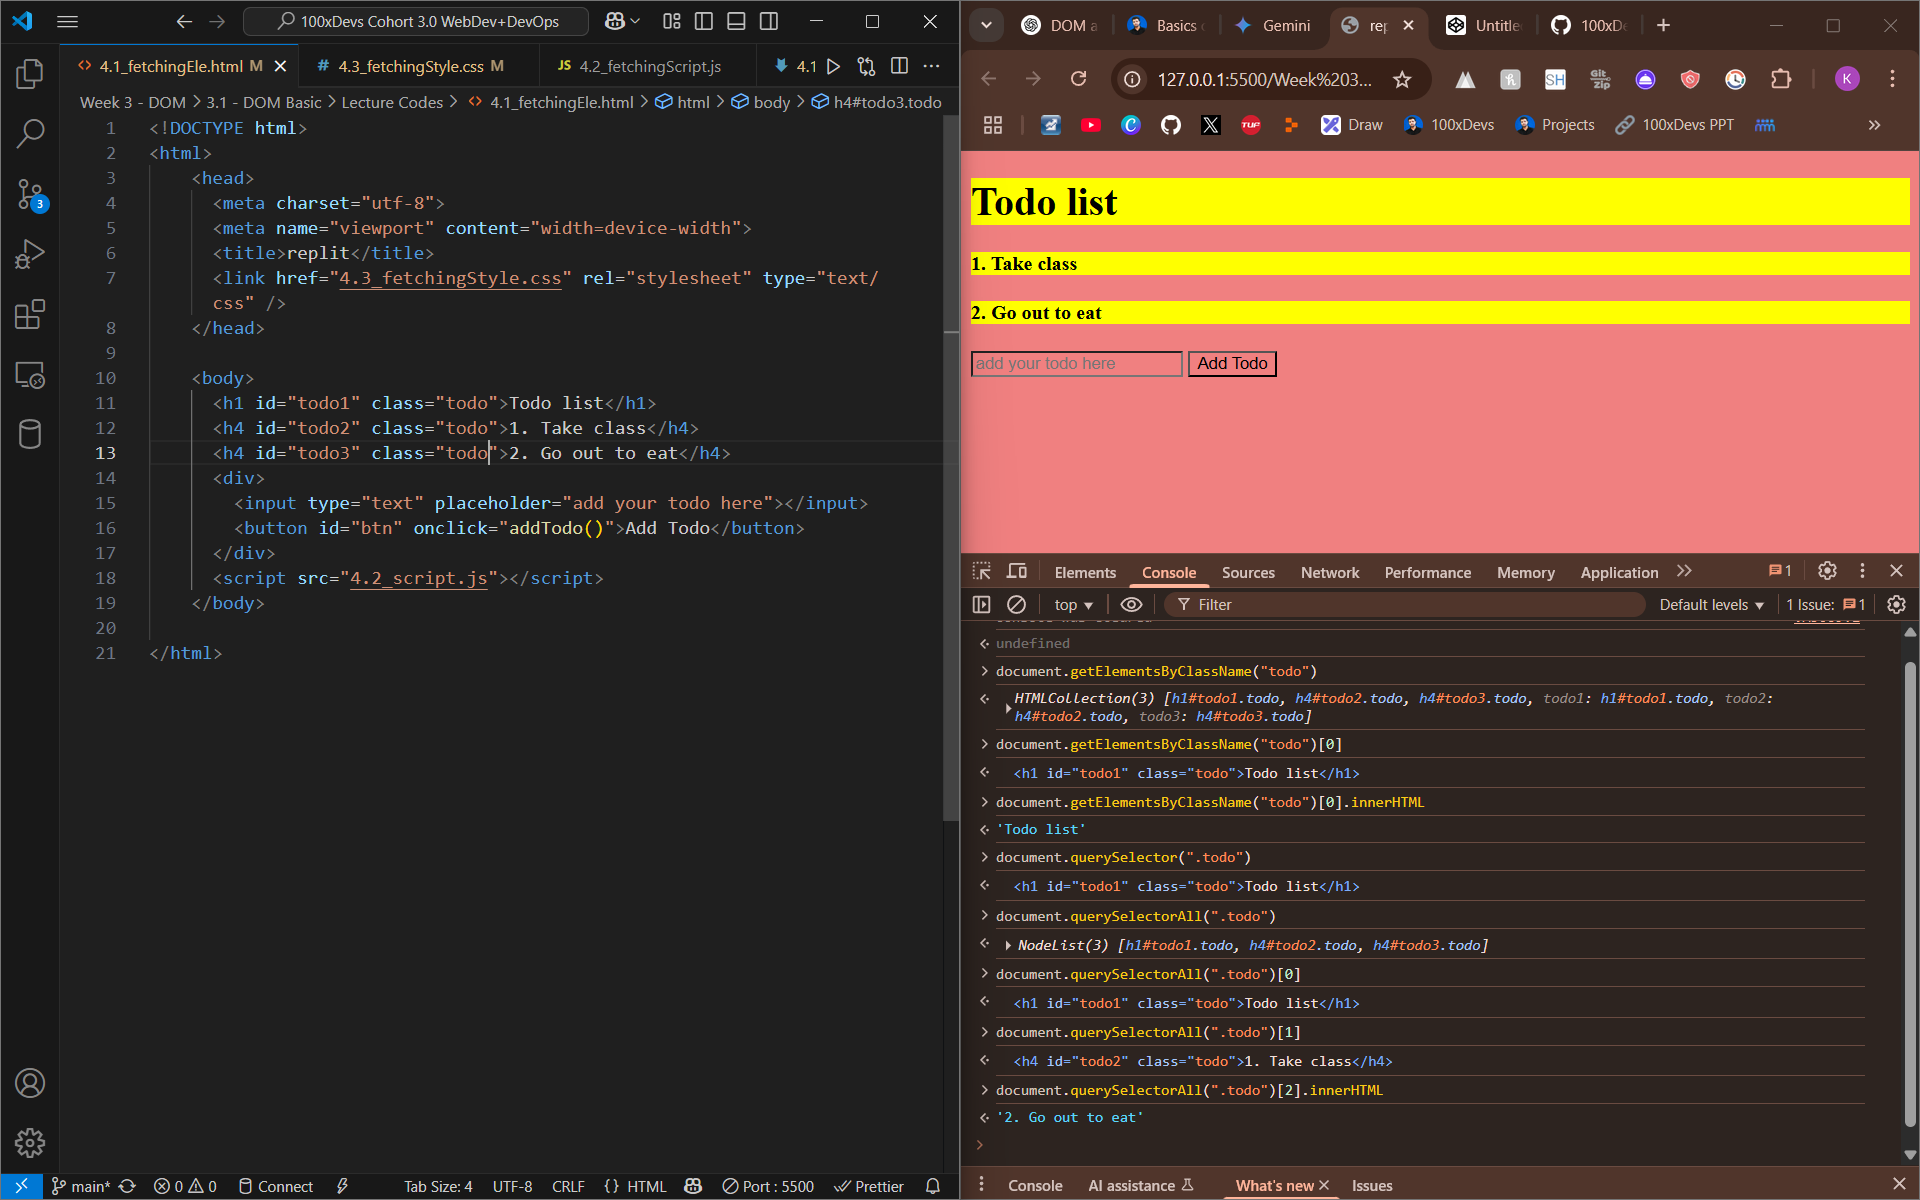 100xDevs Cohort 3.0 WebDev+DevOps
4.1_fetchingEle.html M
4.3_fetchingStyle.css M
4.2_fetchingScript.js
4.1
Week 3 - DOM > 3.1 - DOM Basic > Lecture Codes > 4.1_fetchingEle.html > html > body > h4#todo3.todo
1 <!DOCTYPE html>
2 <html>
3 <head>
4 <meta charset="utf-8">
5 <meta name="viewport" content="width=device-width">
6 <title>replit</title>
7 <link href="4.3_fetchingStyle.css" rel="stylesheet" type="text/
css" />
8 </head>
9
10 <body>
11 <h1 id="todo1" class="todo">Todo list</h1>
12 <h4 id="todo2" class="todo">1. Take class</h4>
13 <h4 id="todo3" class="todo">2. Go out to eat</h4>
14 <div>
15 <input type="text" placeholder="add your todo here"></input>
16 <button id="btn" onclick="addTodo()">Add Todo</button>
17 </div>
18 <script src="4.2_script.js"></script>
19 </body>
20
21 </html>
3
main* 0 0 Connect Tab Size: 4 UTF-8 CRLF {} HTML Port : 5500 Prettier
DOM a Basics Gemini rep Untitle 100xDe
127.0.0.1:5500/Week%203... K
Draw 100xDevs Projects 100xDevs PPT
Todo list
1. Take class
2. Go out to eat
add your todo here Add Todo
Elements Console Sources Network Performance Memory Application 1
top Filter Default levels 1 Issue: 1
undefined
document.getElementsByClassName("todo")
HTMLCollection(3) [h1#todo1.todo, h4#todo2.todo, h4#todo3.todo, todo1: h1#todo1.todo, todo2:
h4#todo2.todo, todo3: h4#todo3.todo]
document.getElementsByClassName("todo")[0]
<h1 id="todo1" class="todo">Todo list</h1>
document.getElementsByClassName("todo")[0].innerHTML
'Todo list'
document.querySelector(".todo")
<h1 id="todo1" class="todo">Todo list</h1>
document.querySelectorAll(".todo")
NodeList(3) [h1#todo1.todo, h4#todo2.todo, h4#todo3.todo]
document.querySelectorAll(".todo")[0]
<h1 id="todo1" class="todo">Todo list</h1>
document.querySelectorAll(".todo")[1]
<h4 id="todo2" class="todo">1. Take class</h4>
document.querySelectorAll(".todo")[2].innerHTML
'2. Go out to eat'
Console AI assistance What's new Issues